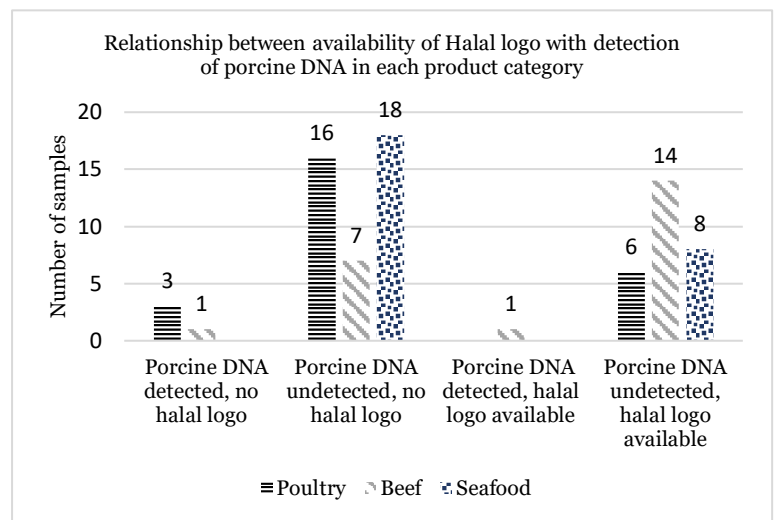 Relationship between availability of Halal logo with detection
of porcine DNA in each product category
Number of samples
20
15
10
5
0
3
1
16
7
18
1
6
14
8
Porcine DNA
detected, no
halal logo
Porcine DNA
undetected, no
halal logo
Porcine DNA
detected, halal
logo available
Porcine DNA
undetected,
halal logo
available
Poultry Beef Seafood